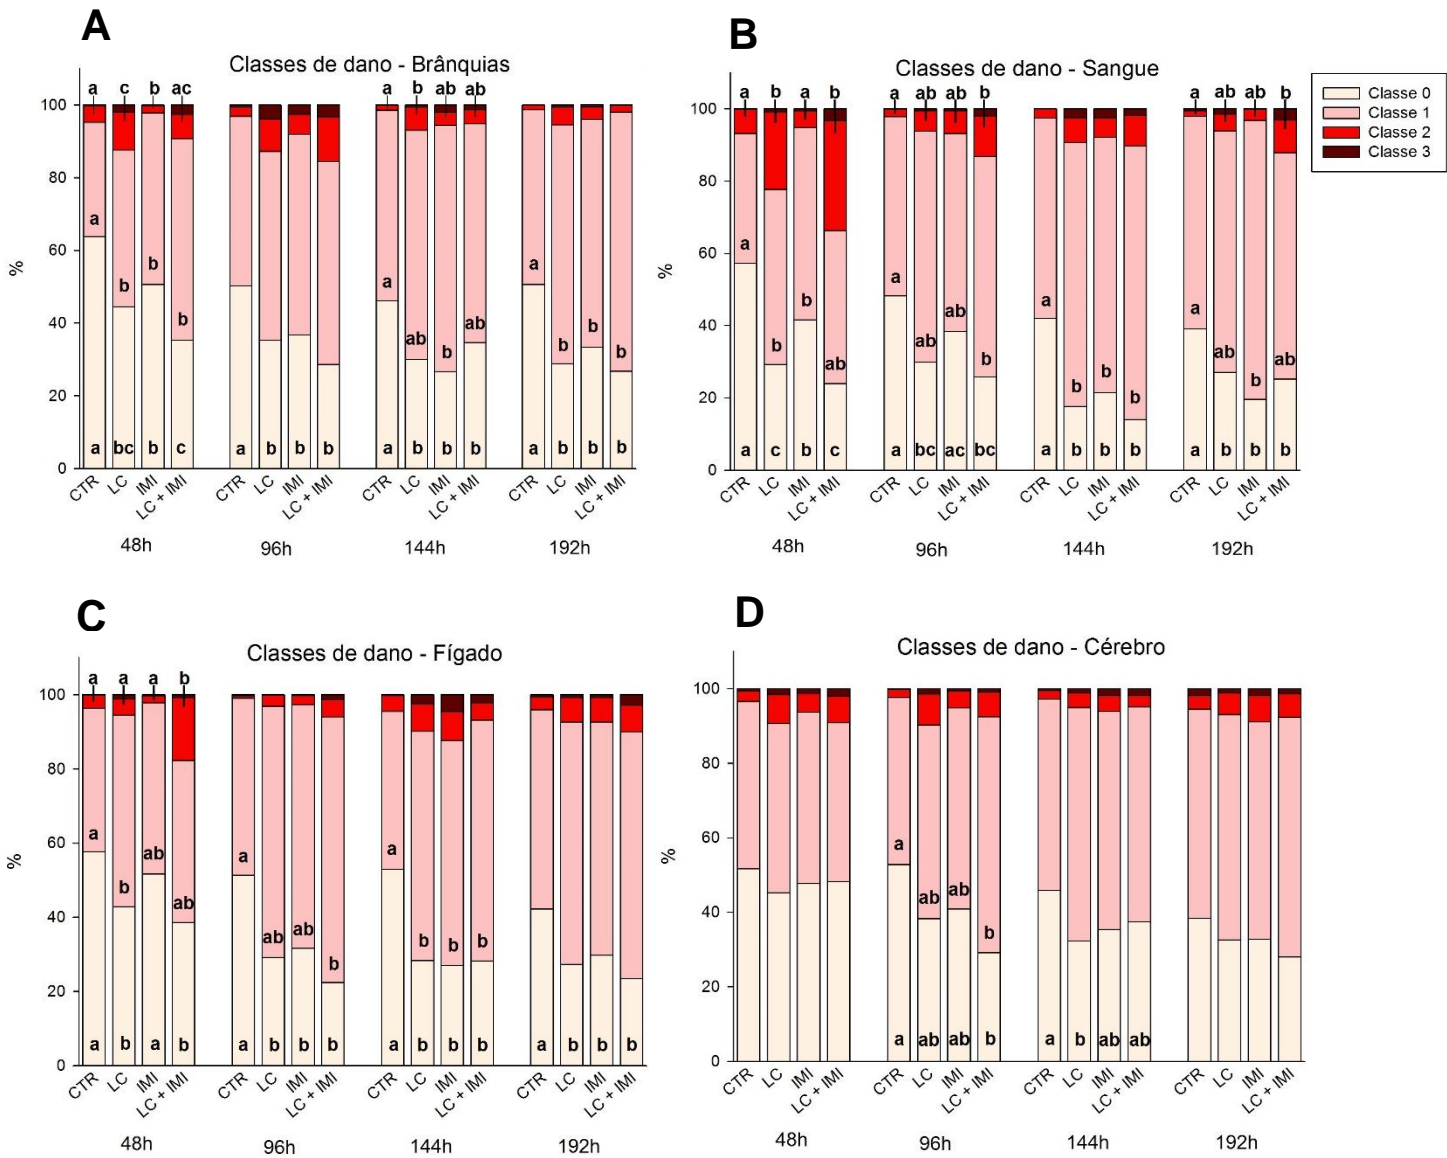 A
Classes de dano - Brânquias
a c b ac a b ab ab
100
80
60
40
20
0
%
a b b b a ab b ab a b b b
a bc b c a b b b a b b b a b b b
CTR LC IMI LC + IMI CTR LC IMI LC + IMI CTR LC IMI LC + IMI CTR LC IMI LC + IMI
48h 96h 144h 192h
B
Classes de dano - Sangue
a b a b a ab ab b a ab ab b
100
80
60
40
20
0
%
a b b ab a ab ab b a b b b a ab b ab
a c b c a bc ac bc a b b b a b b b
CTR LC IMI LC + IMI CTR LC IMI LC + IMI CTR LC IMI LC + IMI CTR LC IMI LC + IMI
48h 96h 144h 192h
Classe 0
Classe 1
Classe 2
Classe 3
C
Classes de dano - Fígado
a a a b
100
80
60
40
20
0
%
a b ab ab a ab ab b a b b b
a b a b a b b b a b b b a b b b
CTR LC IMI LC + IMI CTR LC IMI LC + IMI CTR LC IMI LC + IMI CTR LC IMI LC + IMI
48h 96h 144h 192h
D
Classes de dano - Cérebro
100
80
60
40
20
0
%
a ab ab b
a ab ab b a b ab ab
CTR LC IMI LC + IMI CTR LC IMI LC + IMI CTR LC IMI LC + IMI CTR LC IMI LC + IMI
48h 96h 144h 192h